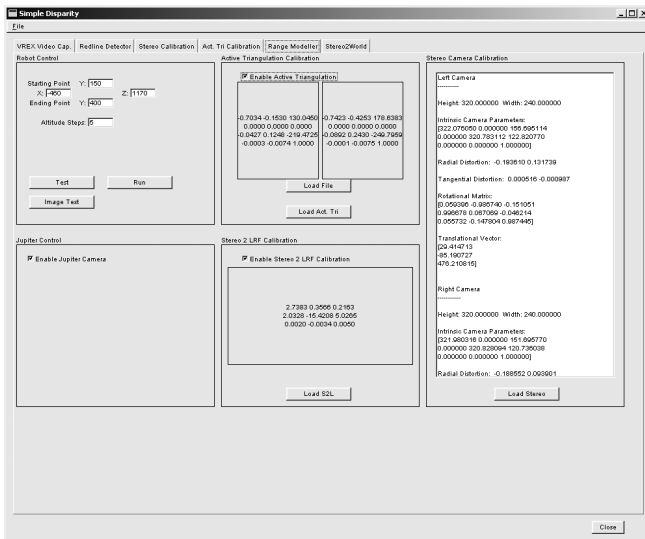 Simple Disparity
File
VREX Video Cap. Redline Detector Stereo Calibration Act. Tri Calibration Range Modeller Stereo2World
Robot Control
Starting Point Y: 150
X: -460 Z: 1170
Ending Point Y: 400
Altitude Steps: 5
Test Run
Image Test
Active Triangulation Calibration
Enable Active Triangulation
-0.7034 -0.1530 130.0450
0.0000 0.0000 0.0000
-0.0427 0.1248 -219.4725
-0.0003 -0.0074 1.0000
-0.7423 -0.4253 178.6383
0.0000 0.0000 0.0000
-0.0892 0.2430 -249.7959
-0.0001 -0.0075 1.0000
Load File
Load Act. Tri
Stereo Camera Calibration
Left Camera
----------
Height: 320.000000 Width: 240.000000
Intrinsic Camera Parameters:
[322.076050 0.000000 156.695114
0.000000 320.783112 122.820770
0.000000 0.000000 1.000000]
Radial Distortion: -0.193610 0.131739
Tangential Distortion: 0.000516 -0.000987
Rotational Matrix:
[0.059396 -0.986740 -0.151051
0.996678 0.067069 -0.046214
0.055732 -0.147804 0.987445]
Translational Vector:
[29.414713
-85.190727
476.210815]
Right Camera
----------
Height: 320.000000 Width: 240.000000
Intrinsic Camera Parameters:
[321.980316 0.000000 151.695770
0.000000 320.828094 120.736038
0.000000 0.000000 1.000000]
Radial Distortion: -0.188552 0.093901
Load Stereo
Jupiter Control
Enable Jupiter Camera
Stereo 2 LRF Calibration
Enable Stereo 2 LRF Calibration
2.7383 0.3566 0.2163
2.0328 -15.4208 5.0265
0.0020 -0.0034 0.0050
Load S2L
Close